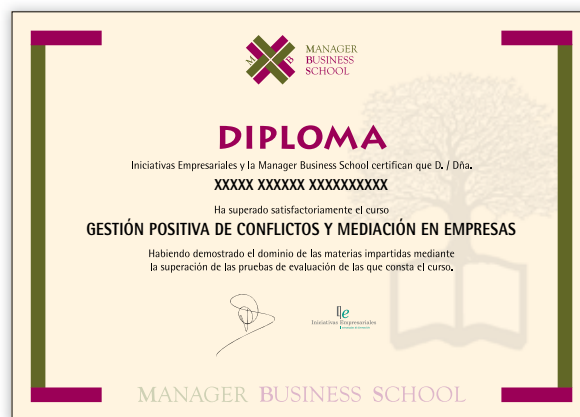 M B
MANAGER
BUSINESS
SCHOOL
DIPLOMA
Iniciativas Empresariales y la Manager Business School certifican que D. / Dña.
XXXXX XXXXXX XXXXXXXXXX
Ha superado satisfactoriamente el curso
GESTIÓN POSITIVA DE CONFLICTOS Y MEDIACIÓN EN EMPRESAS
Habiendo demostrado el dominio de las materias impartidas mediante
la superación de las pruebas de evaluación de las que consta el curso.
Iniciativas Empresariales
MANAGER BUSINESS SCHOOL